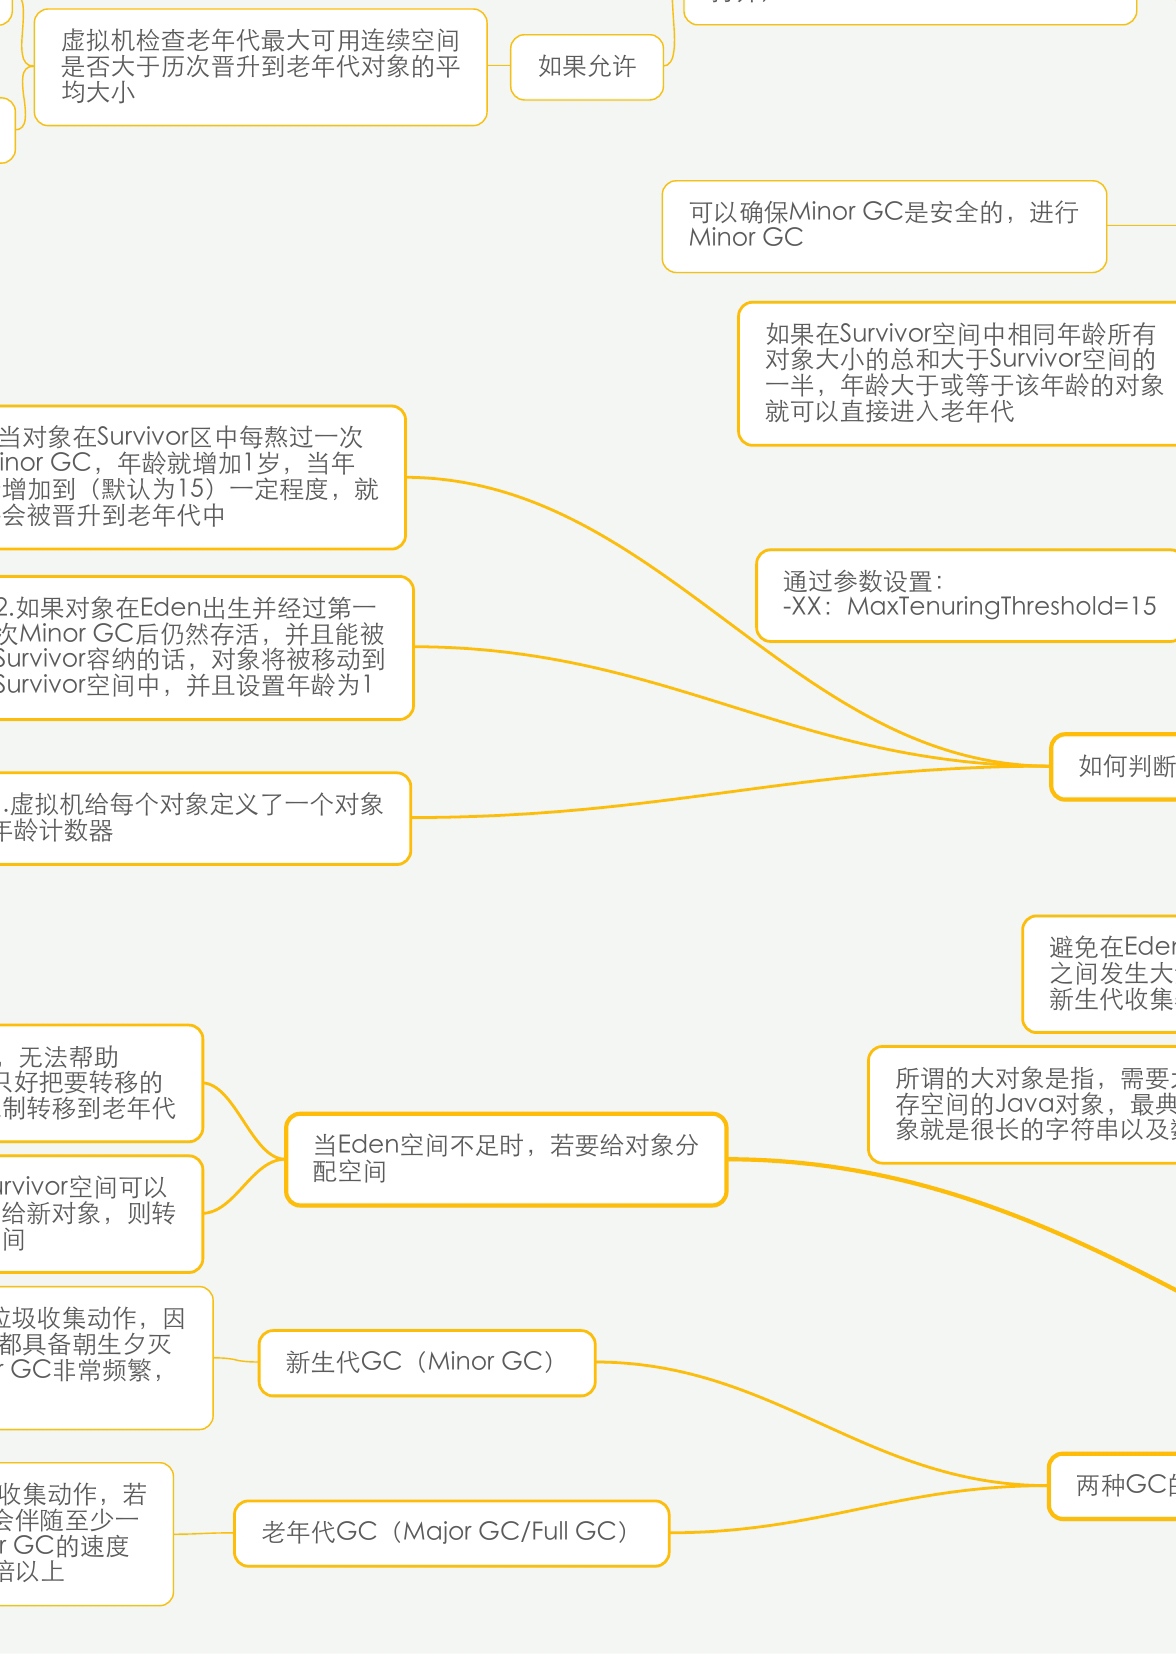 虚拟机检查老年代最大可用连续空间
是否大于历次晋升到老年代对象的平
均大小
如果允许
可以确保Minor GC是安全的，进行
Minor GC
如果在Survivor空间中相同年龄所有
对象大小的总和大于Survivor空间的
一半，年龄大于或等于该年龄的对象
就可以直接进入老年代
当对象在Survivor区中每熬过一次
inor GC，年龄就增加1岁，当年
增加到（默认为15）一定程度，就
会被晋升到老年代中
通过参数设置：
-XX：MaxTenuringThreshold=15
2.如果对象在Eden出生并经过第一
次Minor GC后仍然存活，并且能被
Survivor容纳的话，对象将被移动到
Survivor空间中，并且设置年龄为1
如何判断
.虚拟机给每个对象定义了一个对象
年龄计数器
避免在Eden
之间发生大
新生代收集
，无法帮助
只好把要转移的
制转移到老年代
所谓的大对象是指，需要
存空间的Java对象，最典
象就是很长的字符串以及
当Eden空间不足时，若要给对象分
配空间
urvivor空间可以
给新对象，则转
间
垃圾收集动作，因
都具备朝生夕灭
r GC非常频繁，
新生代GC（Minor GC）
两种GC的
收集动作，若
会伴随至少一
r GC的速度
倍以上
老年代GC（Major GC/Full GC）